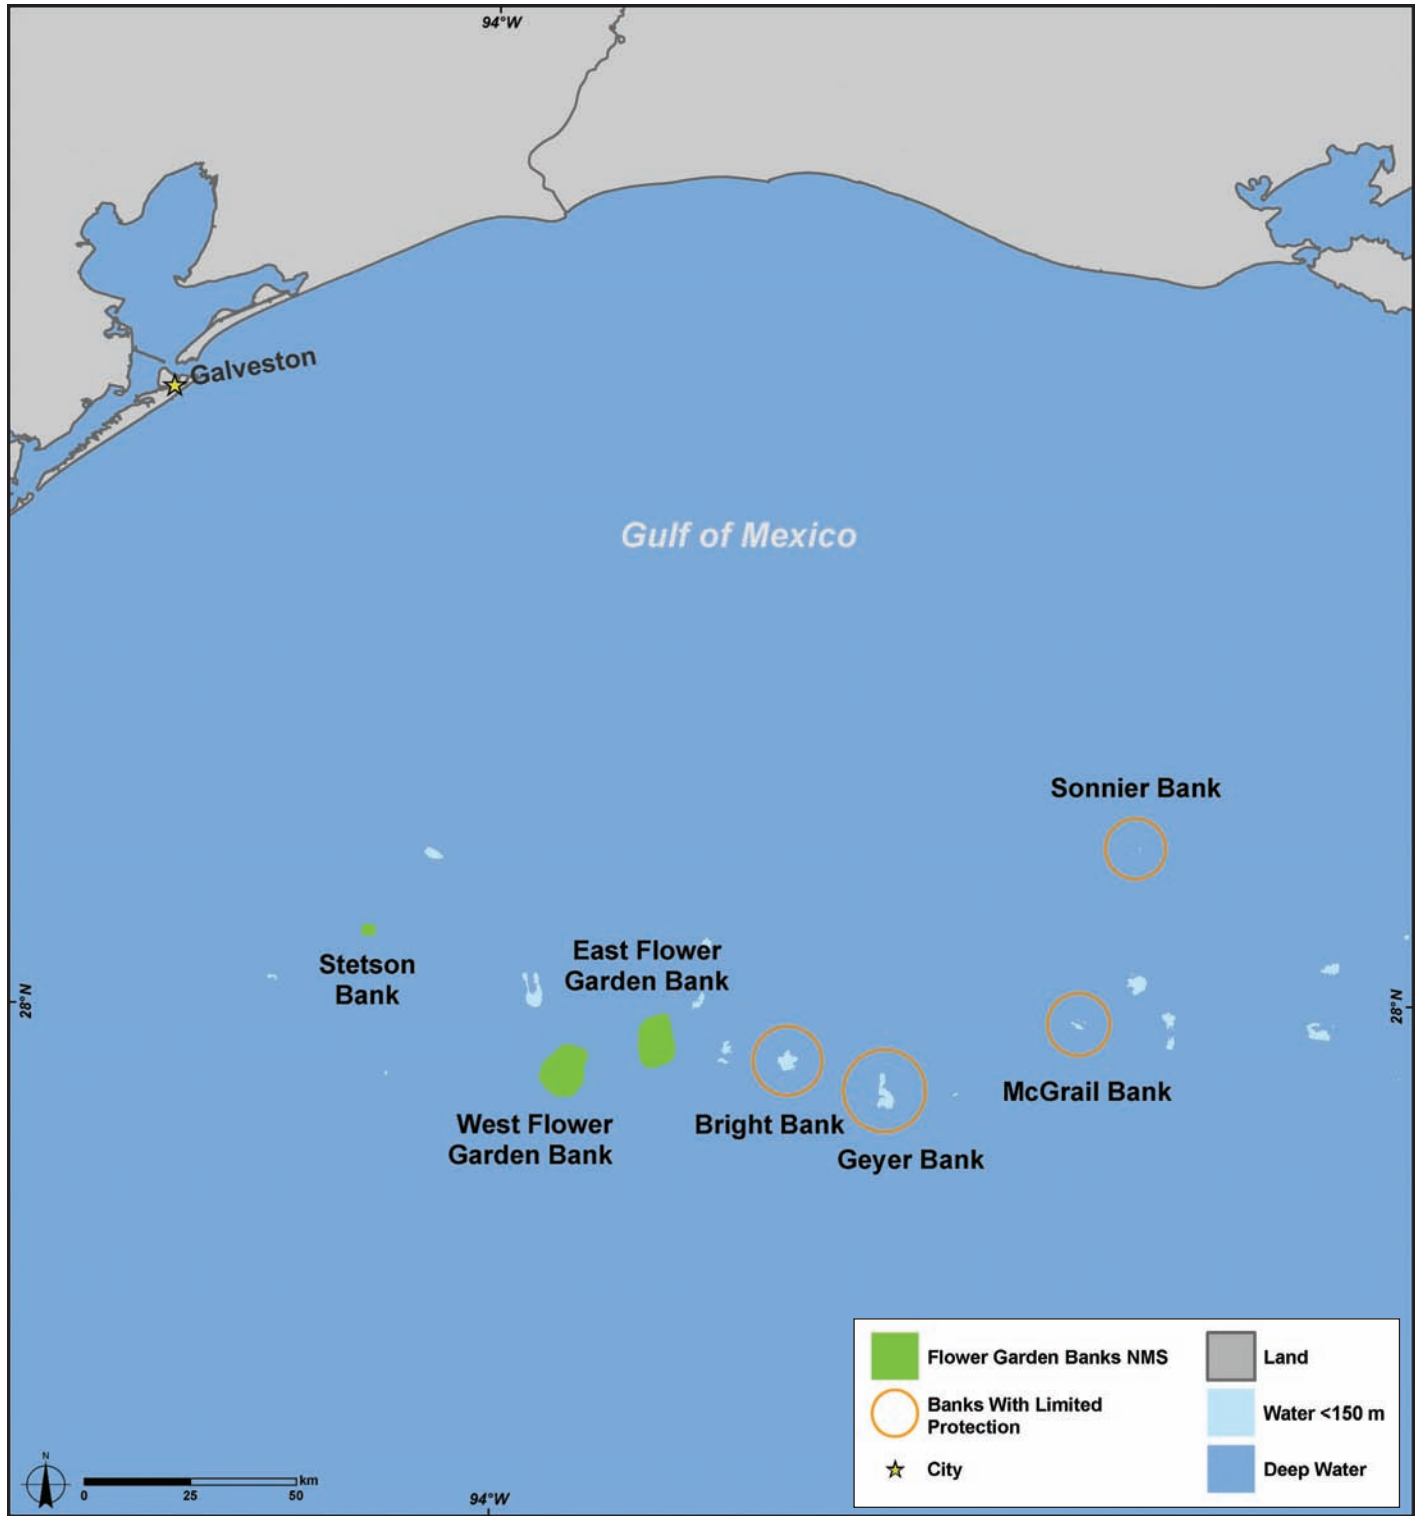 94°W
Galveston
Gulf of Mexico
Sonnier Bank
East Flower
Garden Bank
Stetson
Bank
28°N
28°N
McGrail Bank
West Flower
Garden Bank
Bright Bank
Geyer Bank
Flower Garden Banks NMS
Land
Banks With Limited
Protection
Water <150 m
City
Deep Water
N
km
0 25 50
94°W